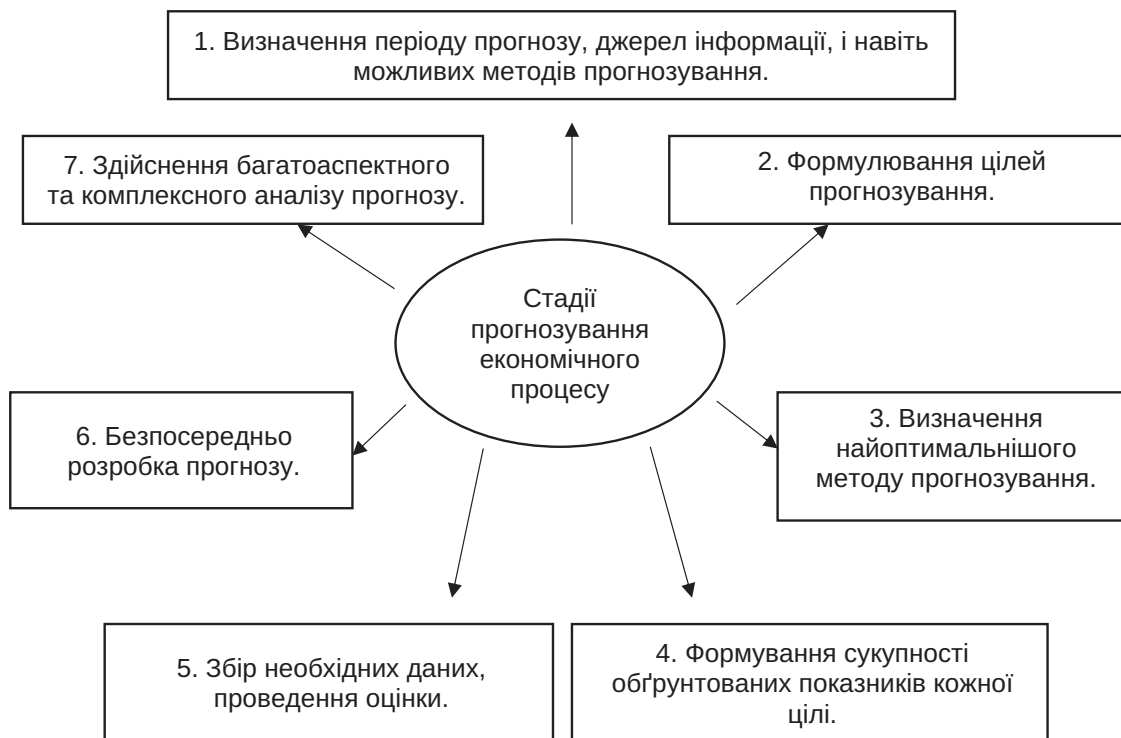 1. Визначення періоду прогнозу, джерел інформації, і навіть
можливих методів прогнозування.
7. Здійснення багатоаспектного
та комплексного аналізу прогнозу.
2. Формулювання цілей
прогнозування.
Стадії
прогнозування
економічного
процесу
6. Безпосередньо
розробка прогнозу.
3. Визначення
найоптимальнішого
методу прогнозування.
5. Збір необхідних даних,
проведення оцінки.
4. Формування сукупності
обґрунтованих показників кожної
цілі.